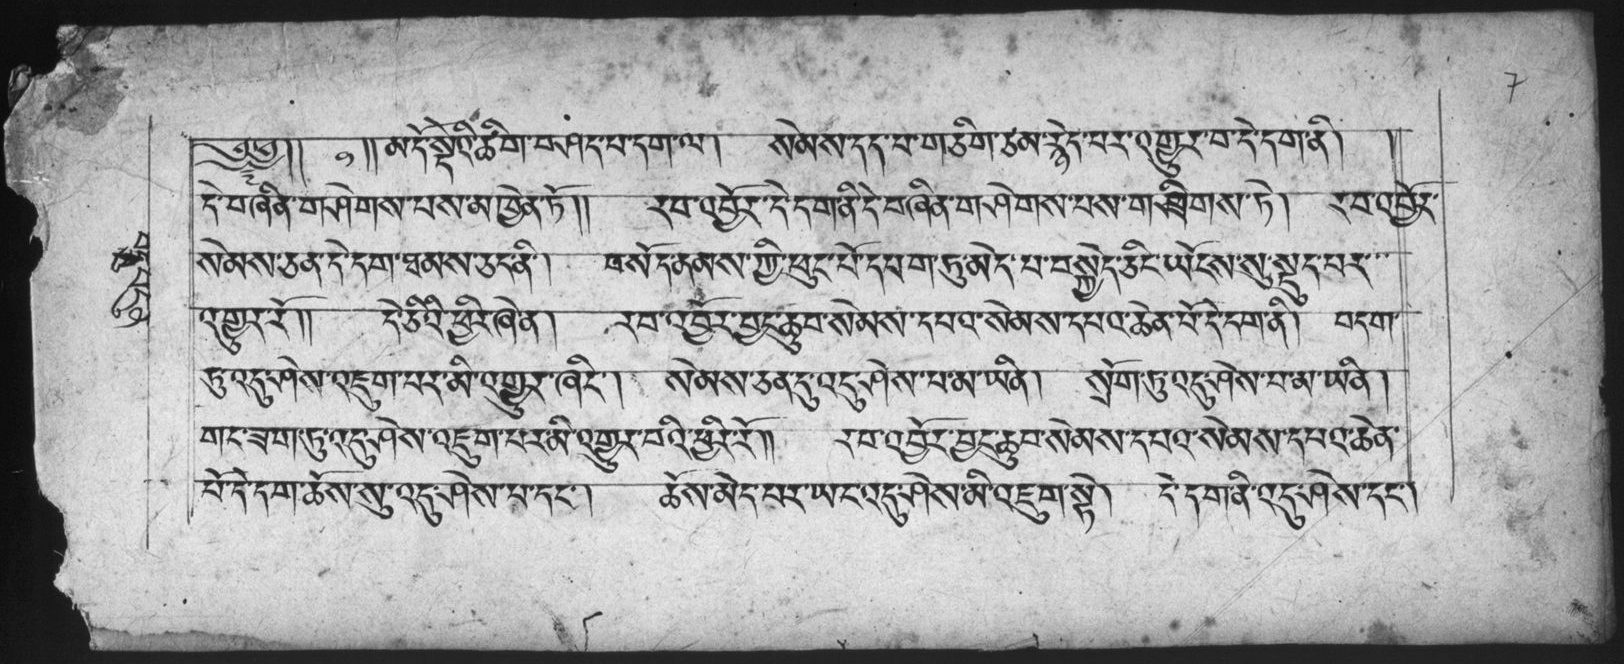 ༄༅།། ༡ །།མདོ་སྡེའི་ཚིག་བཤད་པ་དག་ལ། སེམས་དད་པ་གཅིག་ཙམ་རྙེད་པར་འགྱུར་བ་དེ་དག་ནི། །
དེ་བཞིན་གཤེགས་པས་མཁྱེན་ཏོ།། རབ་འབྱོར་དེ་དག་ནི་དེ་བཞིན་གཤེགས་པས་གཟིགས་ཏེ། རབ་འབྱོར་
སེམས་ཅན་དེ་དག་ཐམས་ཅད་ནི། བསོད་ནམས་ཀྱི་ཕུང་པོ་དཔག་ཏུ་མེད་པ་བསྐྱེད་ཅིང་ཡོངས་སུ་སྡུད་པར་
འགྱུར་རོ།། དེ་ཅིའི་ཕྱིར་ཞེ་ན། རབ་འབྱོར་བྱང་ཆུབ་སེམས་དཔའ་སེམས་དཔའ་ཆེན་པོ་དེ་དག་ནི། བདག་
ཏུ་འདུ་ཤེས་འཇུག་པར་མི་འགྱུར་ཞིང་། སེམས་ཅན་དུ་འདུ་ཤེས་པ་མ་ཡིན། སྲོག་ཏུ་འདུ་ཤེས་པ་མ་ཡིན།
གང་ཟག་ཏུ་འདུ་ཤེས་འཇུག་པར་མི་འགྱུར་བའི་ཕྱིར་རོ།། རབ་འབྱོར་བྱང་ཆུབ་སེམས་དཔའ་སེམས་དཔའ་ཆེན་
པོ་དེ་དག་ཆོས་སུ་འདུ་ཤེས་པ་དང་། ཆོས་མེད་པར་ཡང་འདུ་ཤེས་མི་འཇུག་སྟེ། དེ་དག་ནི་འདུ་ཤེས་དང་།
7